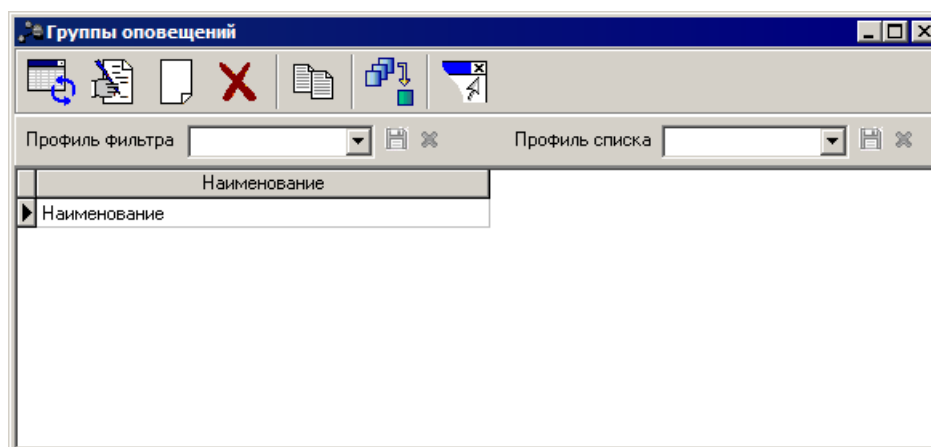 Группы оповещений
Профиль фильтра Профиль списка
Наименование
Наименование